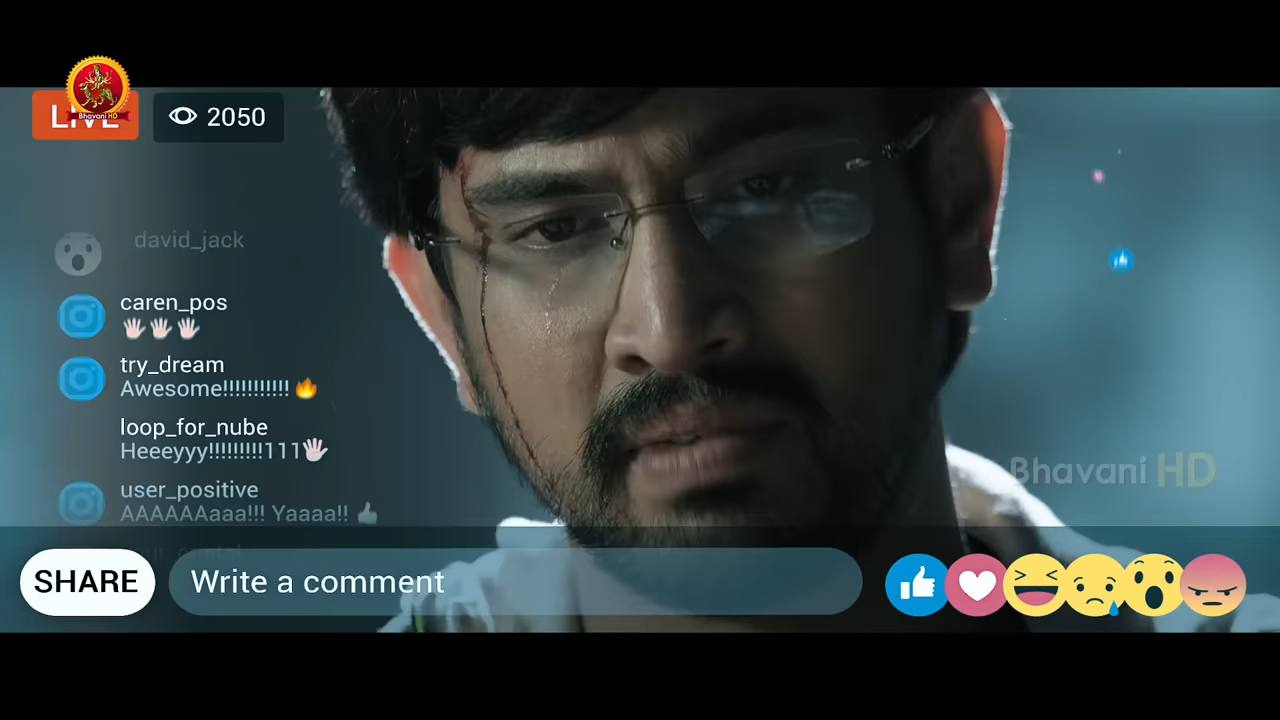 LIVE
Bhavani HD
2050
david_jack
caren_pos
try_dream
Awesome!!!!!!!!!!!
loop_for_nube
Heeeyyy!!!!!!!!!111
user_positive
AAAAAAaaa!!! Yaaaa!!
Bhavani HD
SHARE
Write a comment